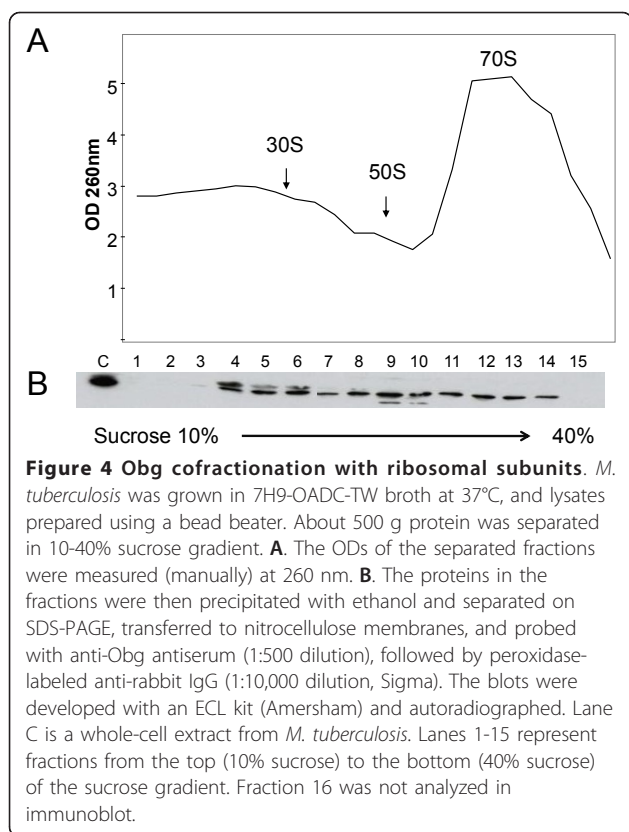 A
5
4
3
2
1
OD 260nm
30S
50S
70S
C 1 2 3 4 5 6 7 8 9 10 11 12 13 14 15
B
Sucrose 10% 40%
Figure 4 Obg cofractionation with ribosomal subunits. M.
tuberculosis was grown in 7H9-OADC-TW broth at 37°C, and lysates
prepared using a bead beater. About 500 g protein was separated
in 10-40% sucrose gradient. A. The ODs of the separated fractions
were measured (manually) at 260 nm. B. The proteins in the
fractions were then precipitated with ethanol and separated on
SDS-PAGE, transferred to nitrocellulose membranes, and probed
with anti-Obg antiserum (1:500 dilution), followed by peroxidase-
labeled anti-rabbit IgG (1:10,000 dilution, Sigma). The blots were
developed with an ECL kit (Amersham) and autoradiographed. Lane
C is a whole-cell extract from M. tuberculosis. Lanes 1-15 represent
fractions from the top (10% sucrose) to the bottom (40% sucrose)
of the sucrose gradient. Fraction 16 was not analyzed in
immunoblot.